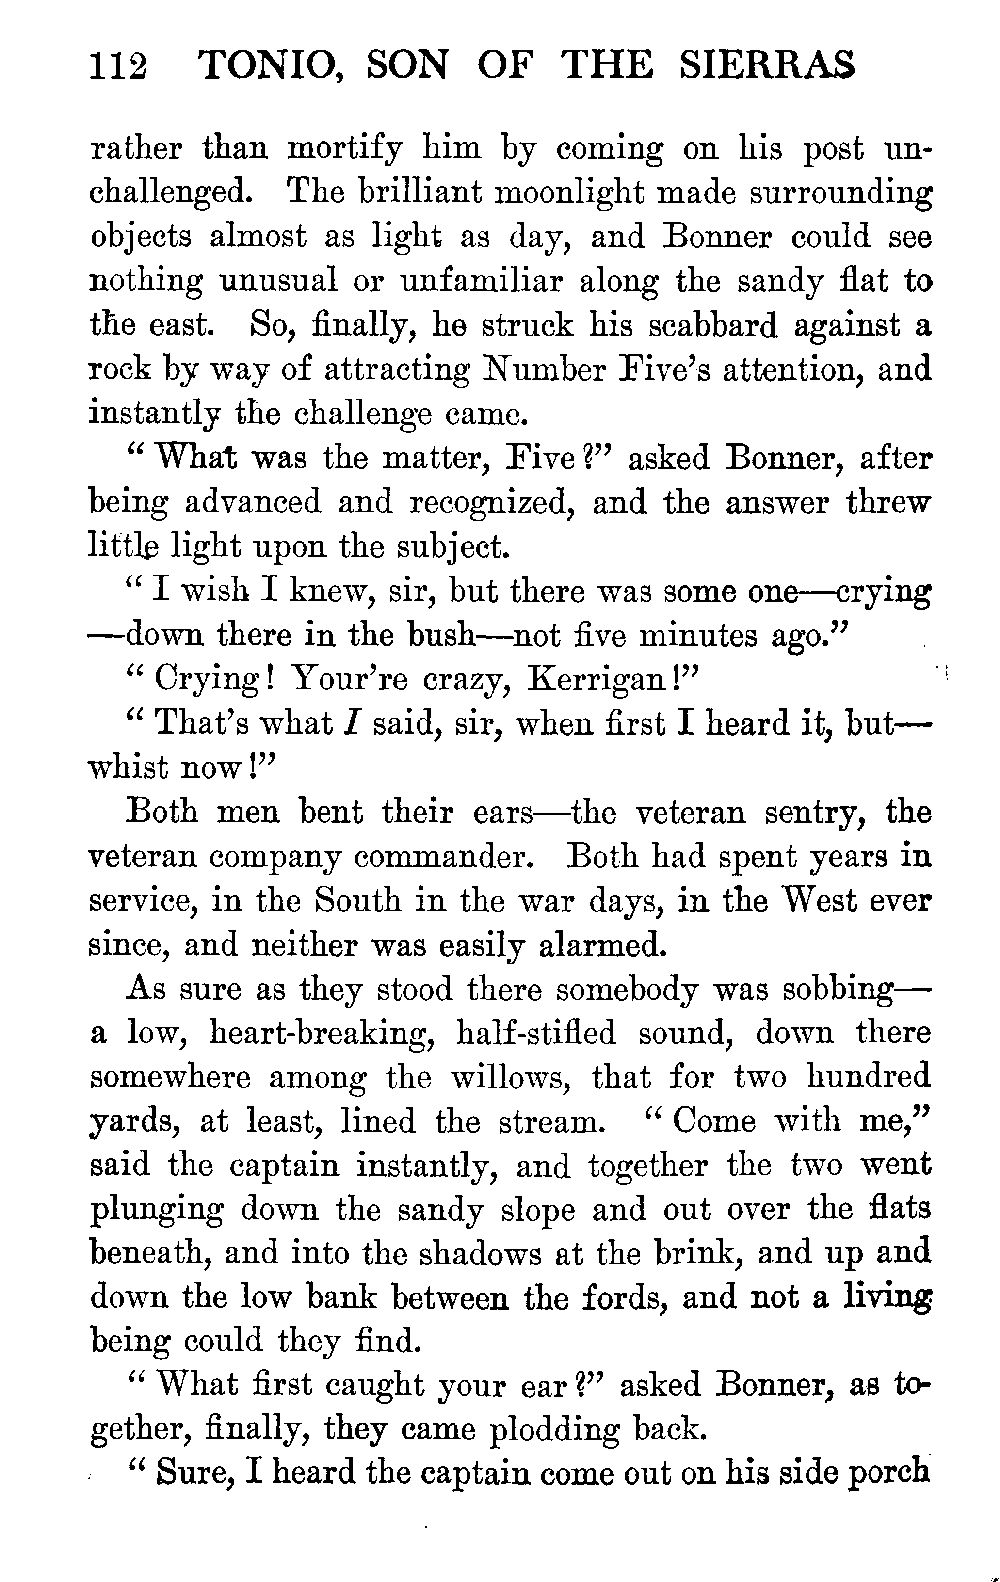 112 TONIO, SON OF THE SIERRAS
rather than mortify him by coming on his post un-
challenged. The brilliant moonlight made surrounding
objects almost as light as day, and Bonner could see
nothing unusual or unfamiliar along the sandy flat to
the east. So, finally, he struck his scabbard against a
rock by way of attracting Number Five's attention, and
instantly the challenge came.
"What was the matter, Five?" asked Bonner, after
being advanced and recognized, and the answer threw
little light upon the subject.
"I wish I knew, sir, but there was some one—crying
—down there in the bush—not five minutes ago."
"Crying! Your're crazy, Kerrigan!"
"That's what I said, sir, when first I heard it, but—
whist now!"
Both men bent their ears—the veteran sentry, the
veteran company commander. Both had spent years in
service, in the South in the war days, in the West ever
since, and neither was easily alarmed.
As sure as they stood there somebody was sobbing—
a low, heart-breaking, half-stifled sound, down there
somewhere among the willows, that for two hundred
yards, at least, lined the stream. "Come with me,"
said the captain instantly, and together the two went
plunging down the sandy slope and out over the flats
beneath, and into the shadows at the brink, and up and
down the low bank between the fords, and not a living
being could they find.
"What first caught your ear?" asked Bonner, as to-
gether, finally, they came plodding back.
"Sure, I heard the captain come out on his side porch